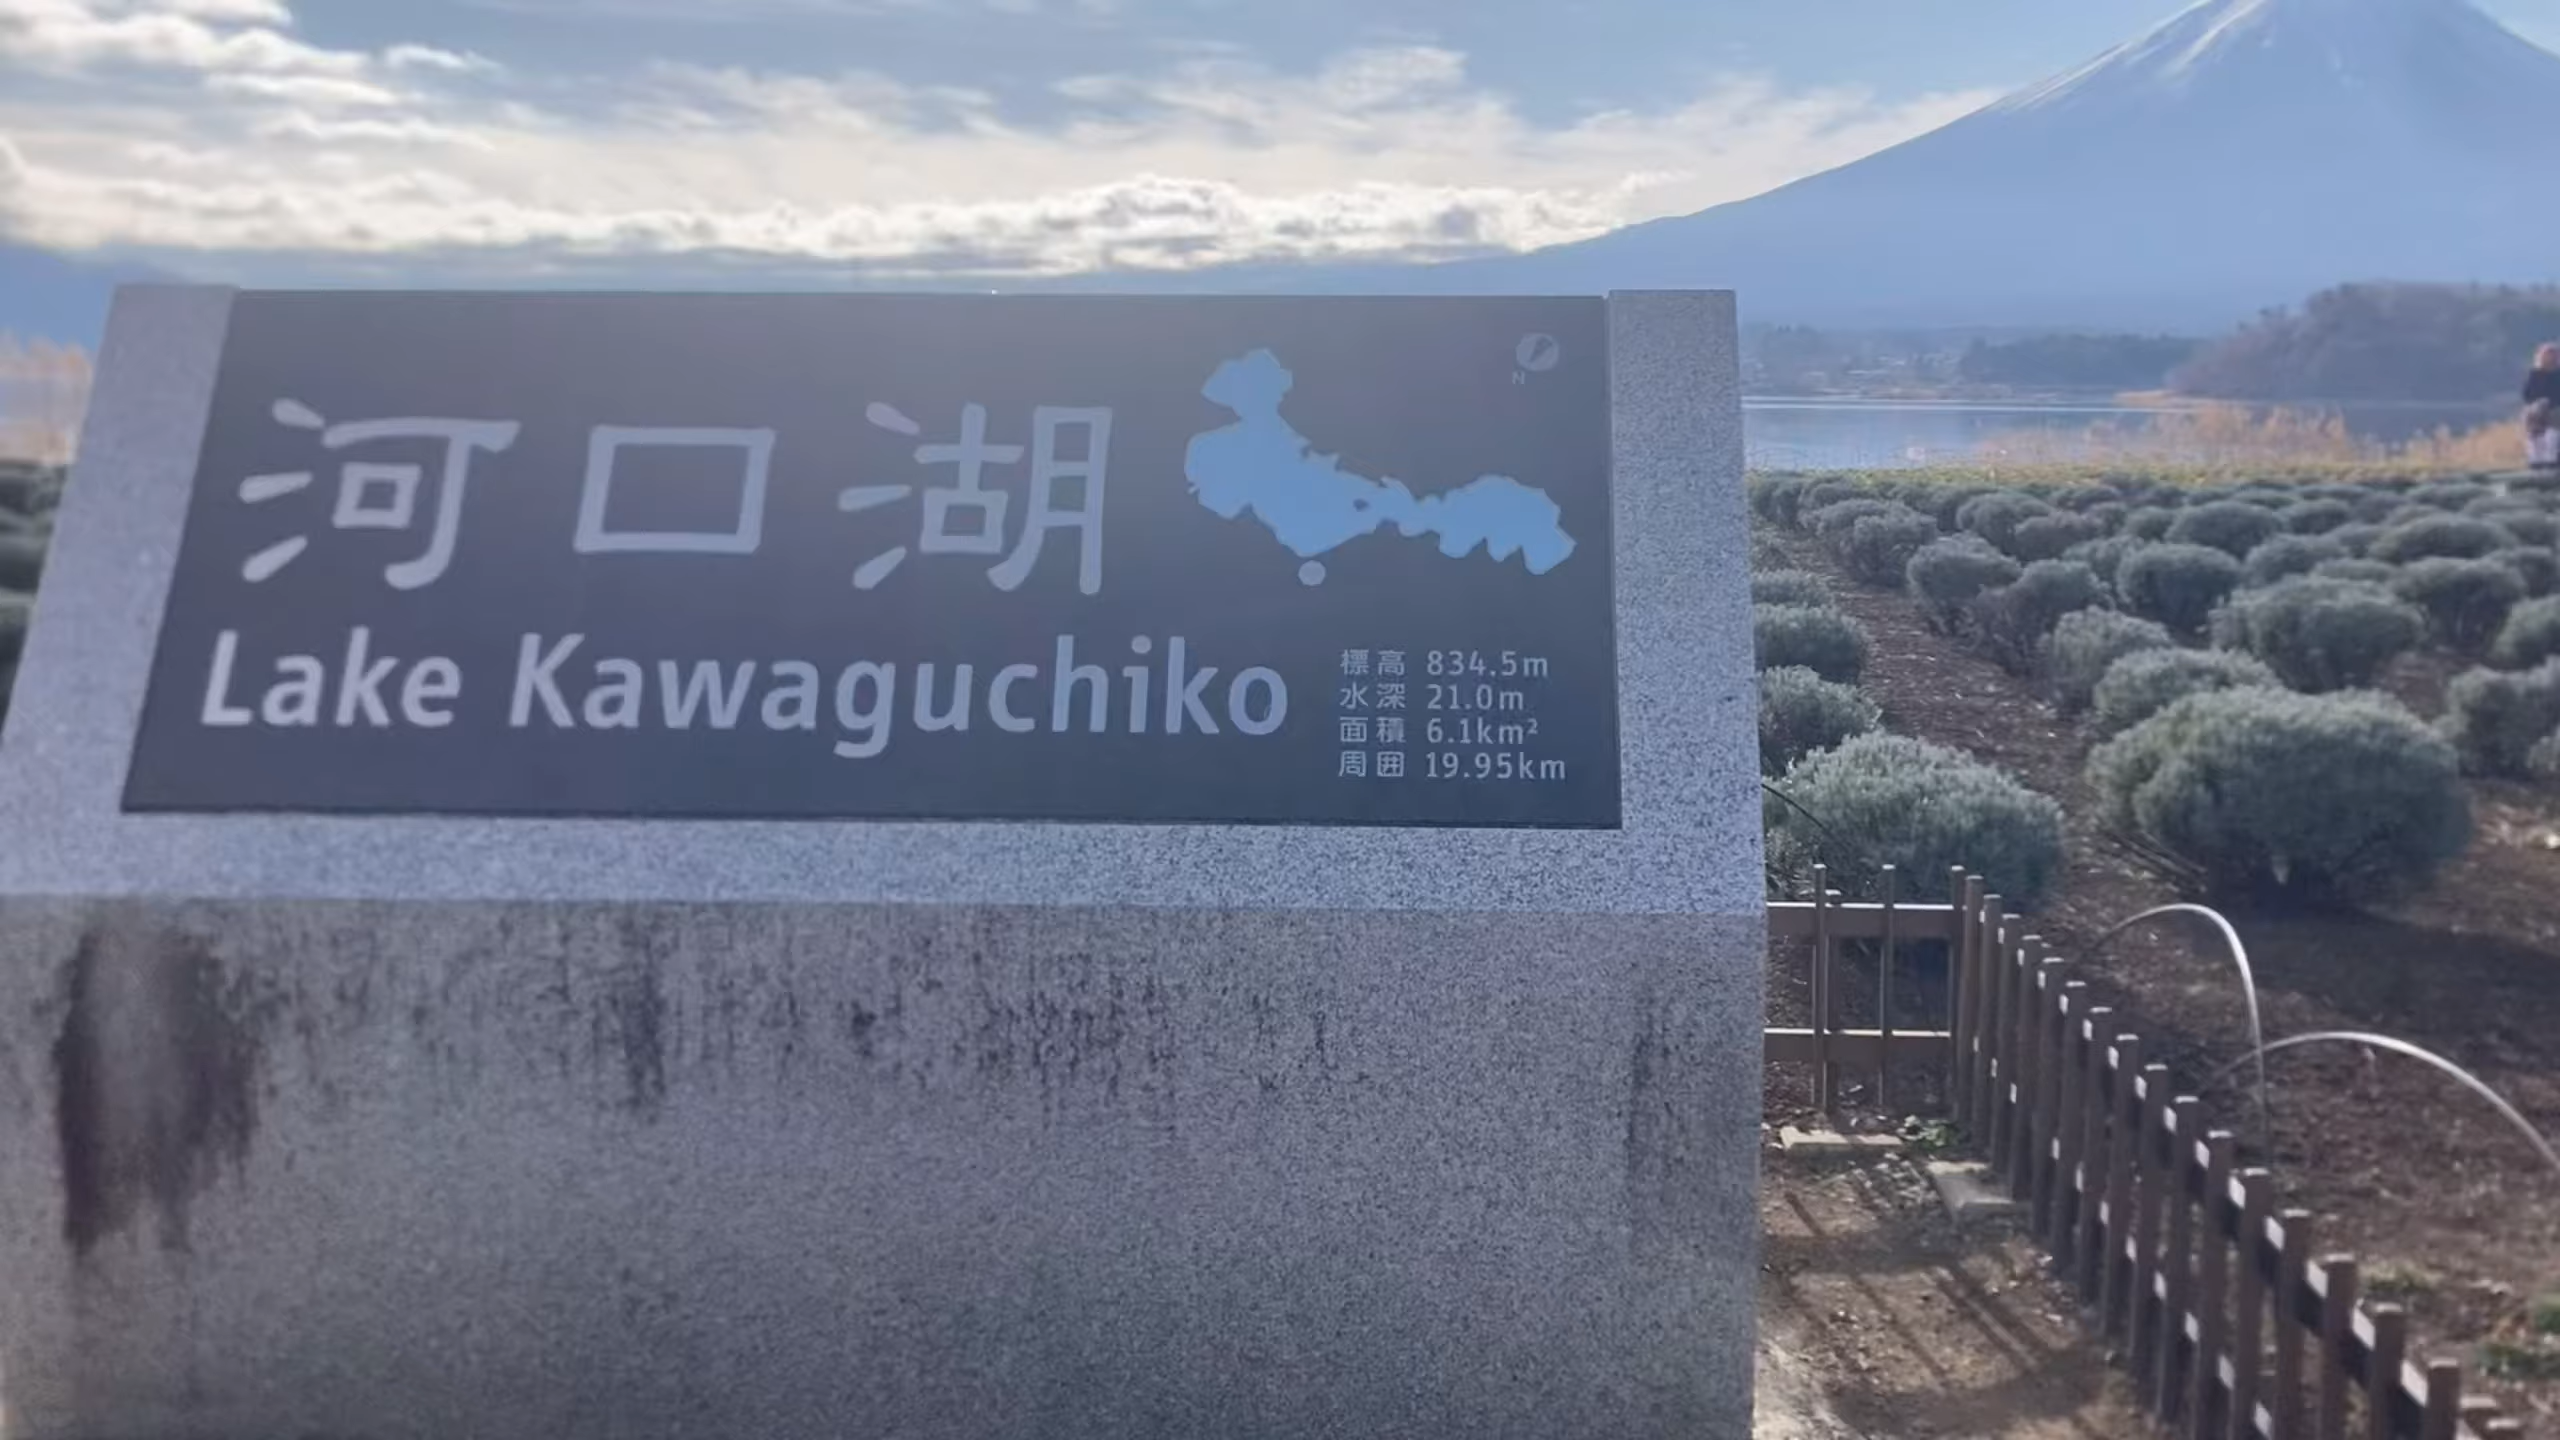 河口湖
Lake Kawaguchiko
N
標高 834.5m
水深 21.0m
面積 6.1km²
周囲 19.95km